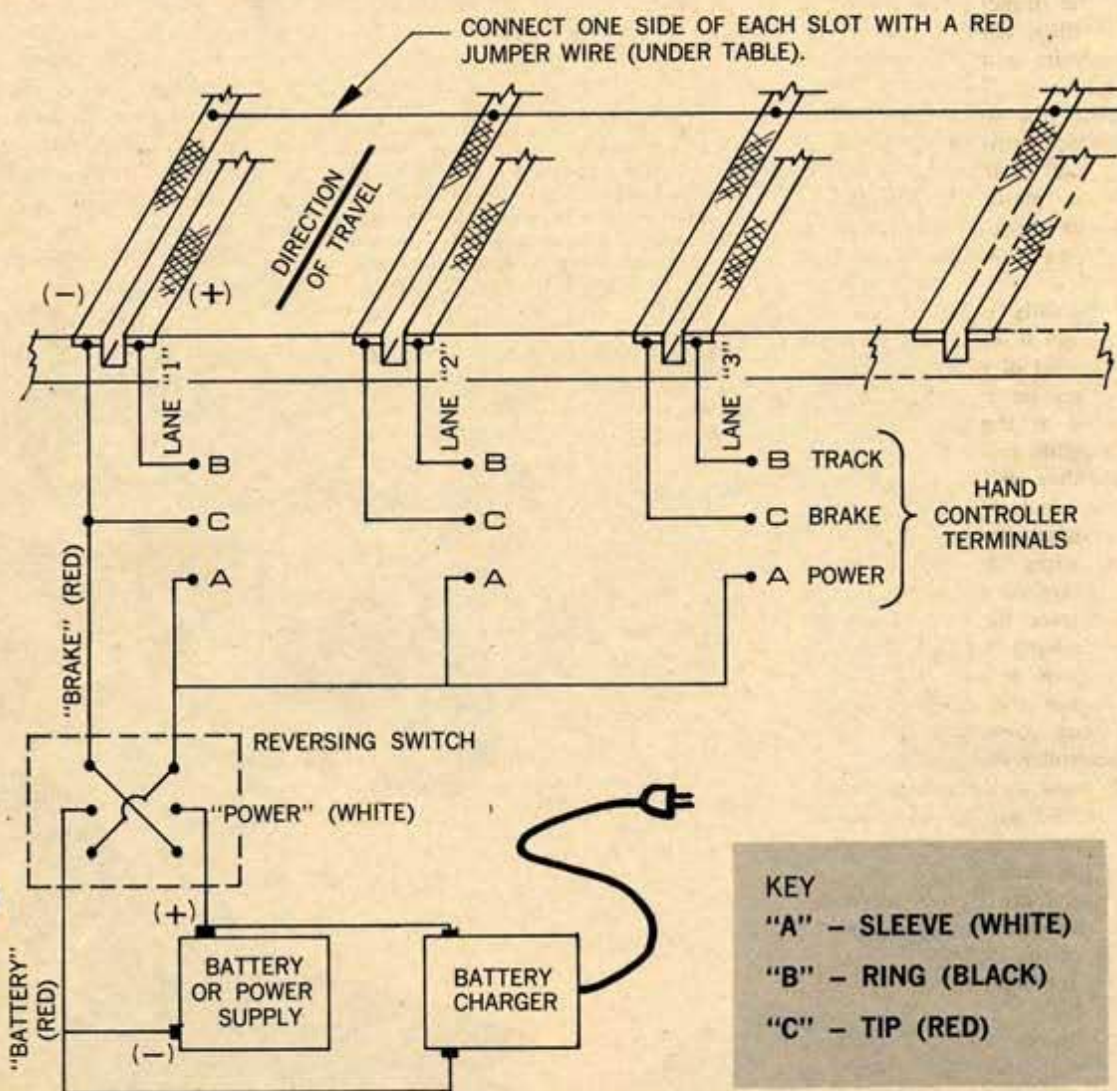 CONNECT ONE SIDE OF EACH SLOT WITH A RED
JUMPER WIRE (UNDER TABLE).
DIRECTION
OF TRAVEL
(-)
(+)
LANE "1"
LANE "2"
LANE "3"
B
B
B TRACK
C
C
C BRAKE
A
A
A POWER
HAND
CONTROLLER
TERMINALS
"BRAKE" (RED)
REVERSING SWITCH
"POWER" (WHITE)
(+)
"BATTERY"
(RED)
BATTERY
OR POWER
SUPPLY
(-)
BATTERY
CHARGER
KEY
"A" – SLEEVE (WHITE)
"B" – RING (BLACK)
"C" – TIP (RED)